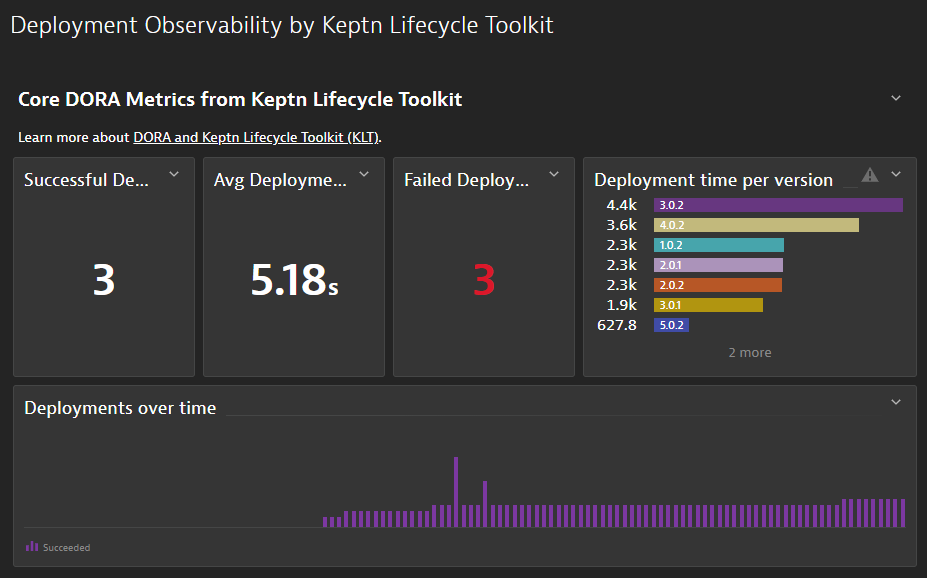 Deployment Observability by Keptn Lifecycle Toolkit
Core DORA Metrics from Keptn Lifecycle Toolkit
Learn more about DORA and Keptn Lifecycle Toolkit (KLT).
Successful De...
3
Avg Deployme...
5.18s
Failed Deploy...
3
Deployment time per version
4.4k 3.0.2
3.6k 4.0.2
2.3k 1.0.2
2.3k 2.0.1
2.3k 2.0.2
1.9k 3.0.1
627.8 5.0.2
2 more
Deployments over time
Succeeded